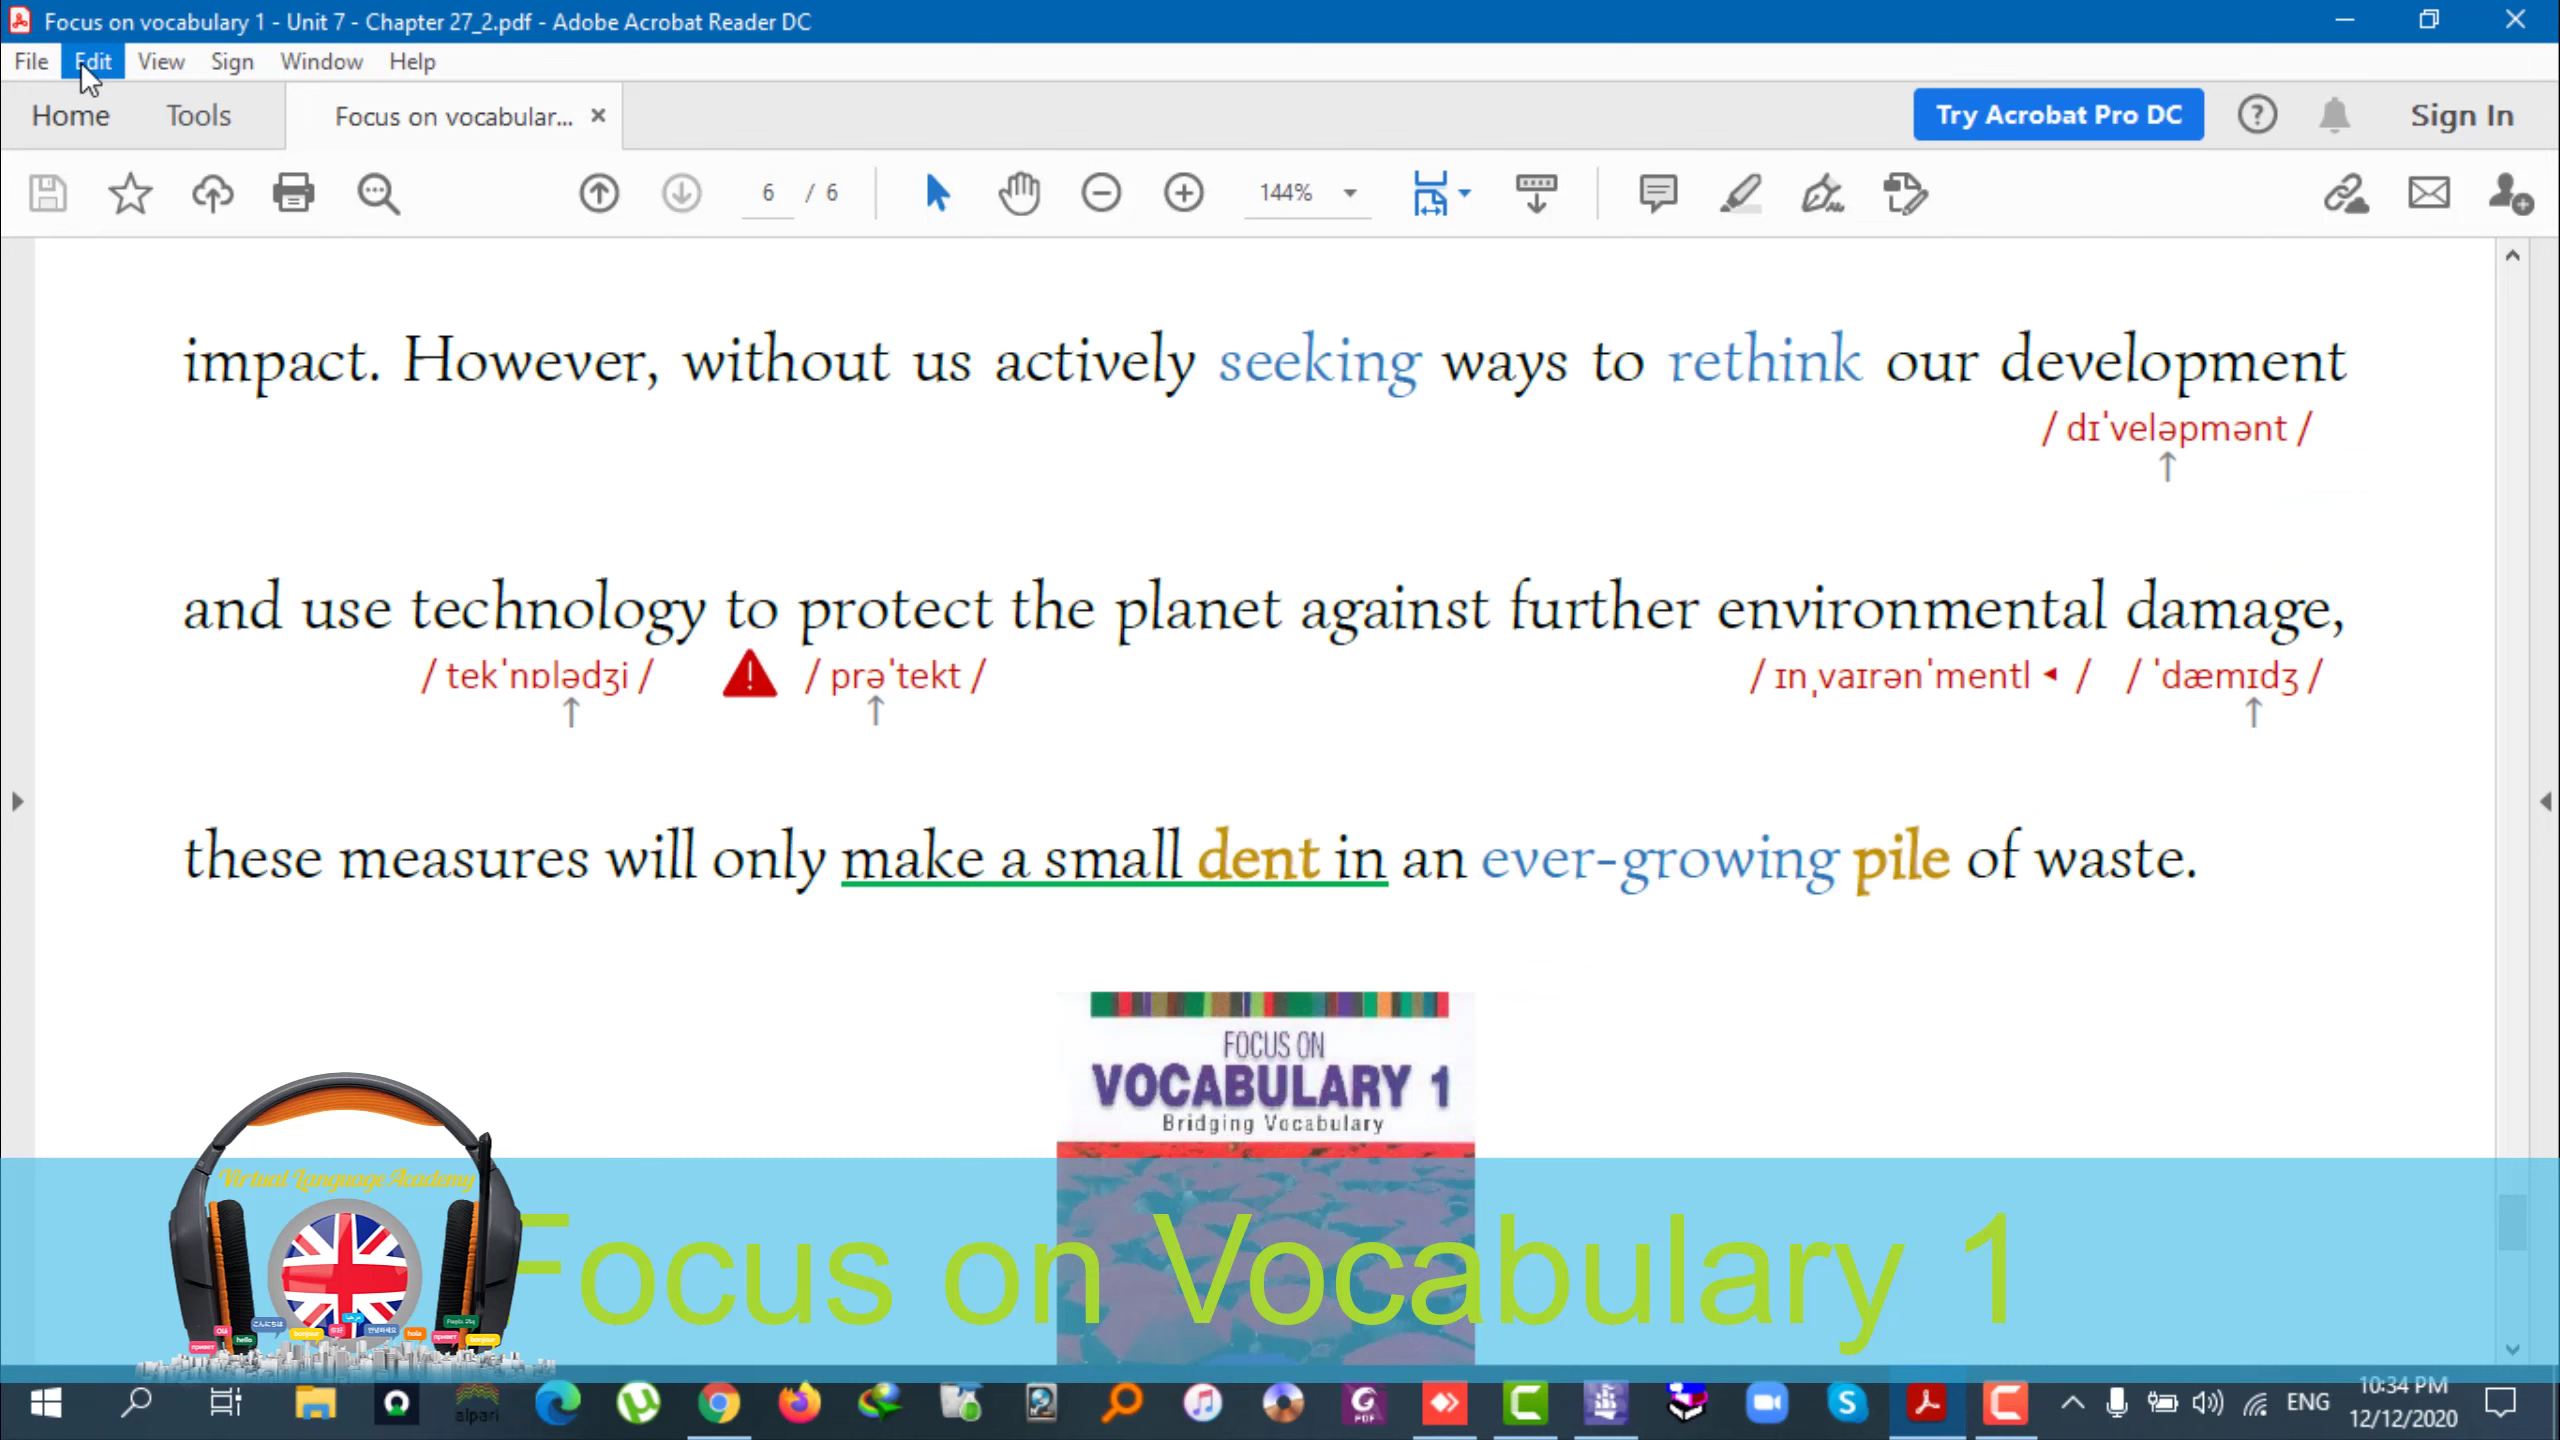 Focus on vocabulary 1 - Unit 7 - Chapter 27_2.pdf - Adobe Acrobat Reader DC
File Edit View Sign Window Help
Home Tools Focus on vocabular... Try Acrobat Pro DC Sign In
6 / 6 144%
impact. However, without us actively seeking ways to rethink our development
/ dɪˈveləpmənt /
and use technology to protect the planet against further environmental damage,
/ tekˈnɒlədʒi / / prəˈtekt / / ɪnˌvaɪrənˈmentl ◂ / / ˈdæmɪdʒ /
these measures will only make a small dent in an ever-growing pile of waste.
FOCUS ON
VOCABULARY 1
Bridging Vocabulary
Virtual Language Academy
Focus on Vocabulary 1
hello
alpari
PDF
ENG
10:34 PM
12/12/2020